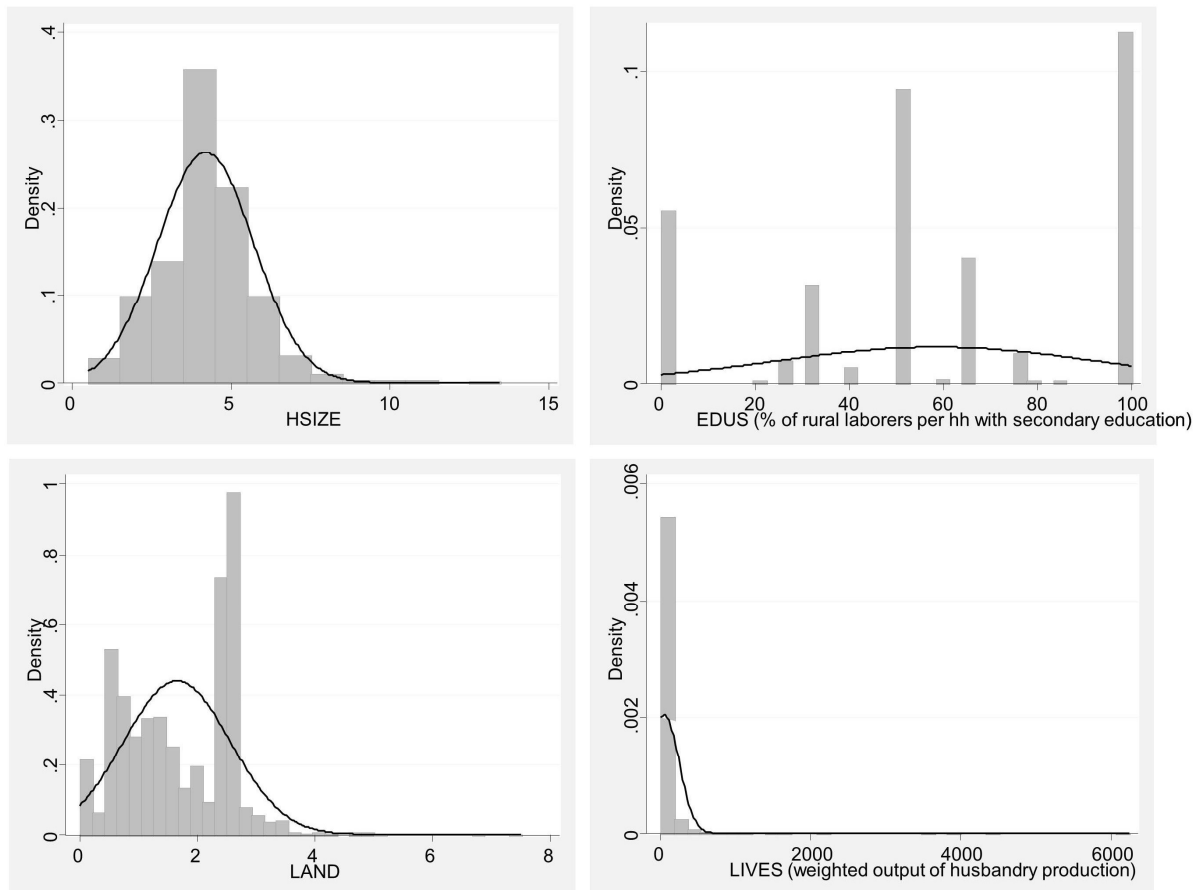 .4
.3
.2
.1
0
Density
0 5 10 15
HSIZE
.1
.05
0
Density
0 20 40 60 80 100
EDUS (% of rural laborers per hh with secondary education)
1
.8
.6
.4
.2
0
Density
0 2 4 6 8
LAND
.006
.004
.002
0
Density
0 2000 4000 6000
LIVES (weighted output of husbandry production)